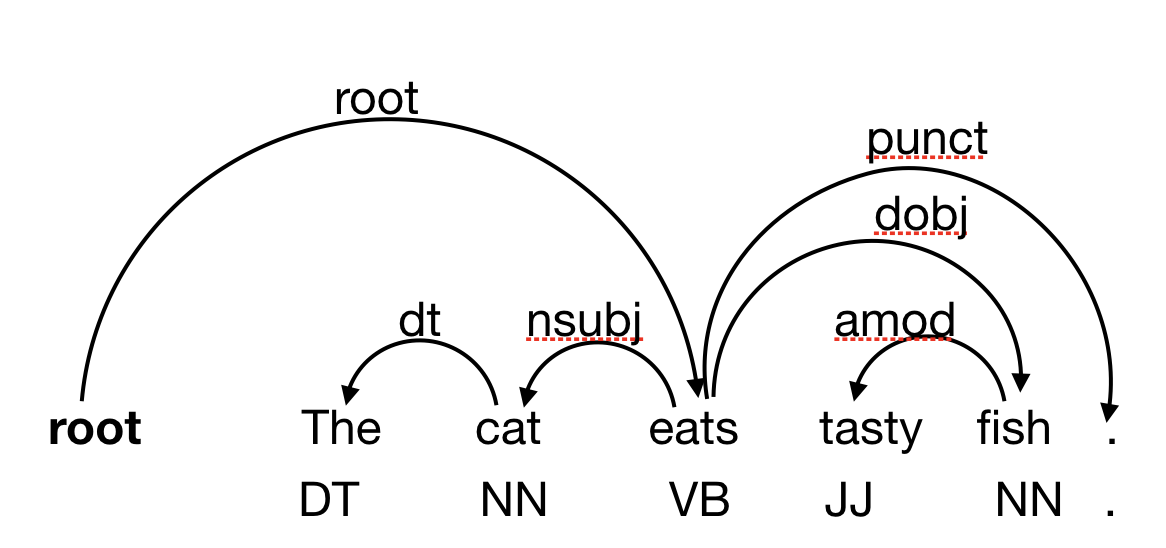 root
punct
dobj
dt nsubj amod
root The cat eats tasty fish .
DT NN VB JJ NN .